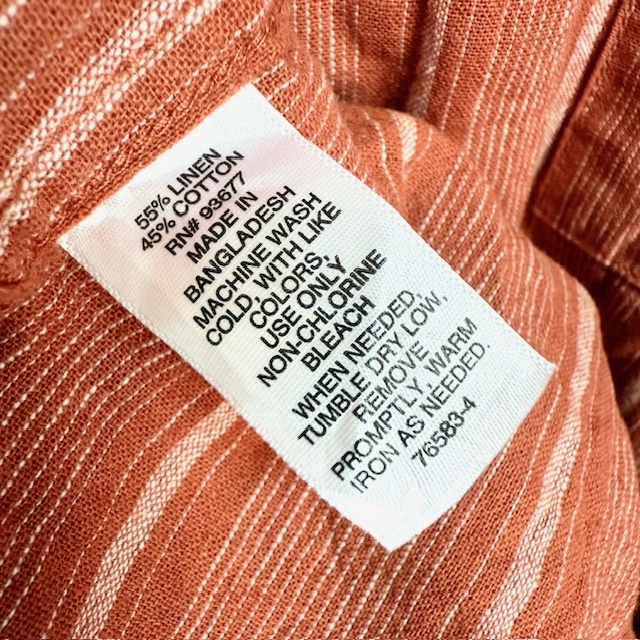 55% LINEN
45% COTTON
RN# 93677
MADE IN
BANGLADESH
MACHINE WASH
COLD, WITH LIKE
COLORS,
USE ONLY
NON-CHLORINE
BLEACH
WHEN NEEDED,
TUMBLE DRY LOW,
REMOVE
PROMPTLY, WARM
IRON AS NEEDED.
76583-4